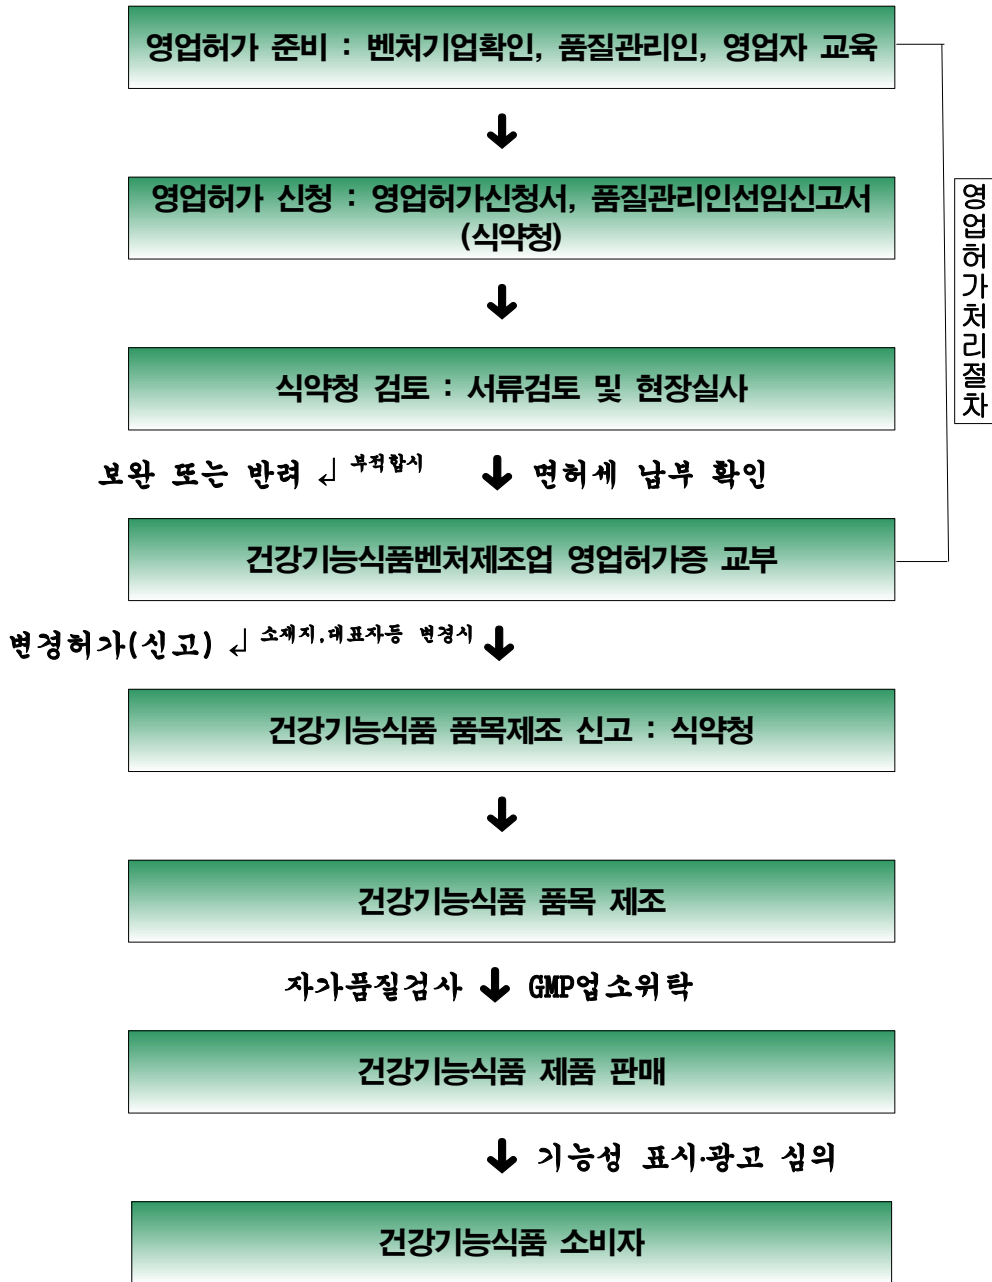 영업허가 준비 : 벤처기업확인, 품질관리인, 영업자 교육
영업허가 신청 : 영업허가신청서, 품질관리인선임신고서
(식약청)
영업허가처리절차
식약청 검토 : 서류검토 및 현장실사
보완 또는 반려 ↲ 부적합시 ↓ 면허세 납부 확인
건강기능식품벤처제조업 영업허가증 교부
변경허가(신고) ↲ 소재지,대표자등 변경시 ↓
건강기능식품 품목제조 신고 : 식약청
건강기능식품 품목 제조
자가품질검사 ↓ GMP업소위탁
건강기능식품 제품 판매
↓ 기능성 표시·광고 심의
건강기능식품 소비자